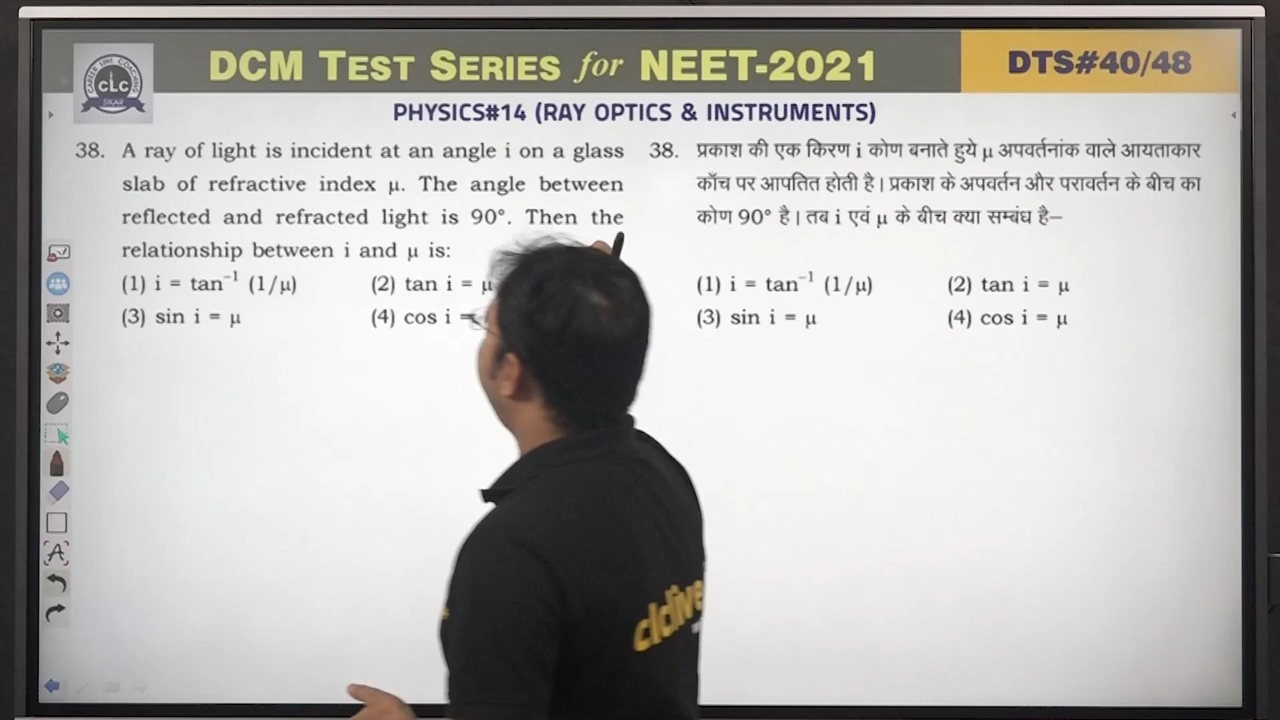 DCM TEST SERIES for NEET-2021
DTS#40/48
CLC
SIKAR
PHYSICS#14 (RAY OPTICS & INSTRUMENTS)
38. A ray of light is incident at an angle i on a glass
slab of refractive index μ. The angle between
reflected and refracted light is 90°. Then the
relationship between i and μ is:
(1) i = tan⁻¹ (1/μ) (2) tan i = μ
(3) sin i = μ (4) cos i =
38. प्रकाश की एक किरण i कोण बनाते हुये μ अपवर्तनांक वाले आयताकार
काँच पर आपतित होती है। प्रकाश के अपवर्तन और परावर्तन के बीच का
कोण 90° है। तब i एवं μ के बीच क्या सम्बंध है–
(1) i = tan⁻¹ (1/μ) (2) tan i = μ
(3) sin i = μ (4) cos i = μ
A